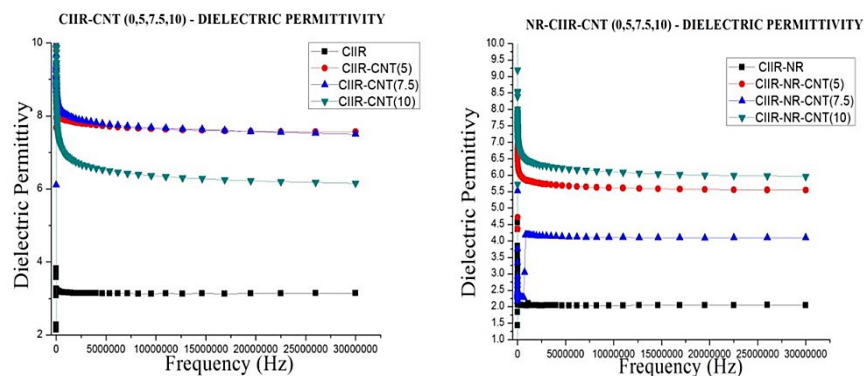 CIIR-CNT (0,5,7.5,10) - DIELECTRIC PERMITTIVITY
CIIR
CIIR-CNT(5)
CIIR-CNT(7.5)
CIIR-CNT(10)
Dielectric Permittivy
10
8
6
4
2
0 5000000 10000000 15000000 20000000 25000000 30000000
Frequency (Hz)
NR-CIIR-CNT (0,5,7.5,10) - DIELECTRIC PERMITTIVITY
CIIR-NR
CIIR-NR-CNT(5)
CIIR-NR-CNT(7.5)
CIIR-NR-CNT(10)
Dielectric Permittivy
10.0
9.5
9.0
8.5
8.0
7.5
7.0
6.5
6.0
5.5
5.0
4.5
4.0
3.5
3.0
2.5
2.0
1.5
1.0
0 5000000 10000000 15000000 20000000 25000000 30000000
Frequency (Hz)